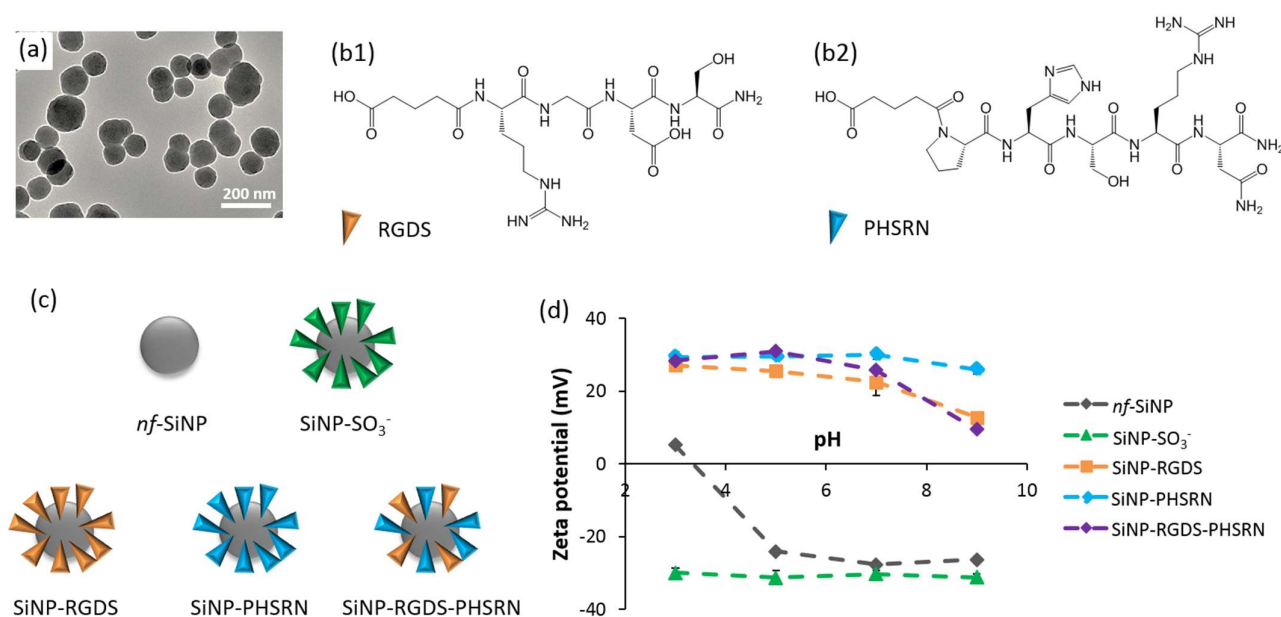 (a)
200 nm
(b1)
HO
O
O
H
N
O
N
H
O
H
N
O
O
OH
N
H
OH
O
NH2
NH
HN
NH2
RGDS
(b2)
HO
O
O
N
O
N
H
N
NH
O
H
N
OH
O
N
H
H2N
NH
NH
O
H
N
O
NH2
O
NH2
PHSRN
(c)
nf-SiNP
SiNP-SO3-
SiNP-RGDS
SiNP-PHSRN
SiNP-RGDS-PHSRN
(d)
Zeta potential (mV)
40
20
0
-20
-40
pH
2
4
6
8
10
nf-SiNP
SiNP-SO3-
SiNP-RGDS
SiNP-PHSRN
SiNP-RGDS-PHSRN